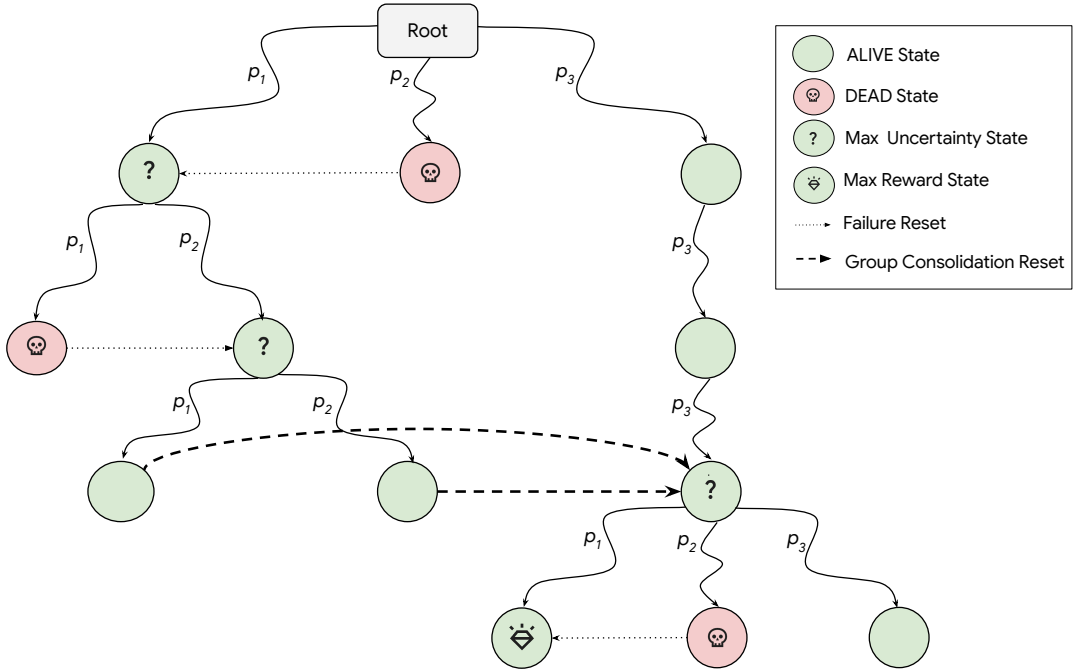 Root
p1
p2
p3
ALIVE State
DEAD State
? Max Uncertainty State
Max Reward State
Failure Reset
Group Consolidation Reset
?
p1
p2
p3
?
p1
p2
p3
?
p1
p2
p3